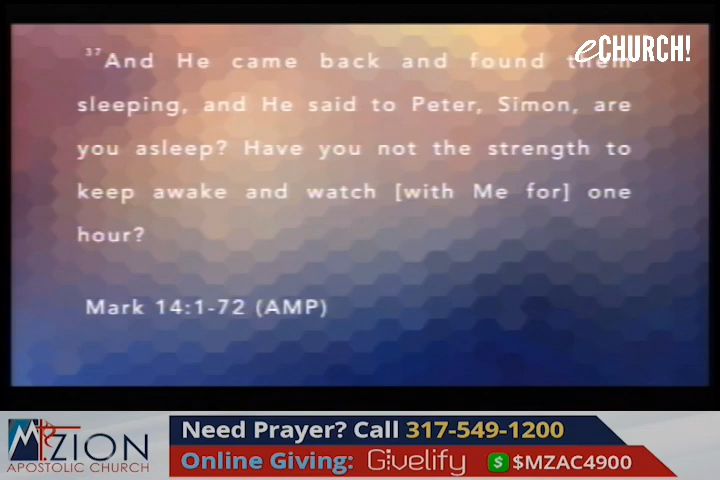 eCHURCH!
37 And He came back and found them
sleeping, and He said to Peter, Simon, are
you asleep? Have you not the strength to
keep awake and watch [with Me for] one
hour?
Mark 14:1-72 (AMP)
Mt. ZION
APOSTOLIC CHURCH
Need Prayer? Call 317-549-1200
Online Giving: Givelify $ $MZAC4900